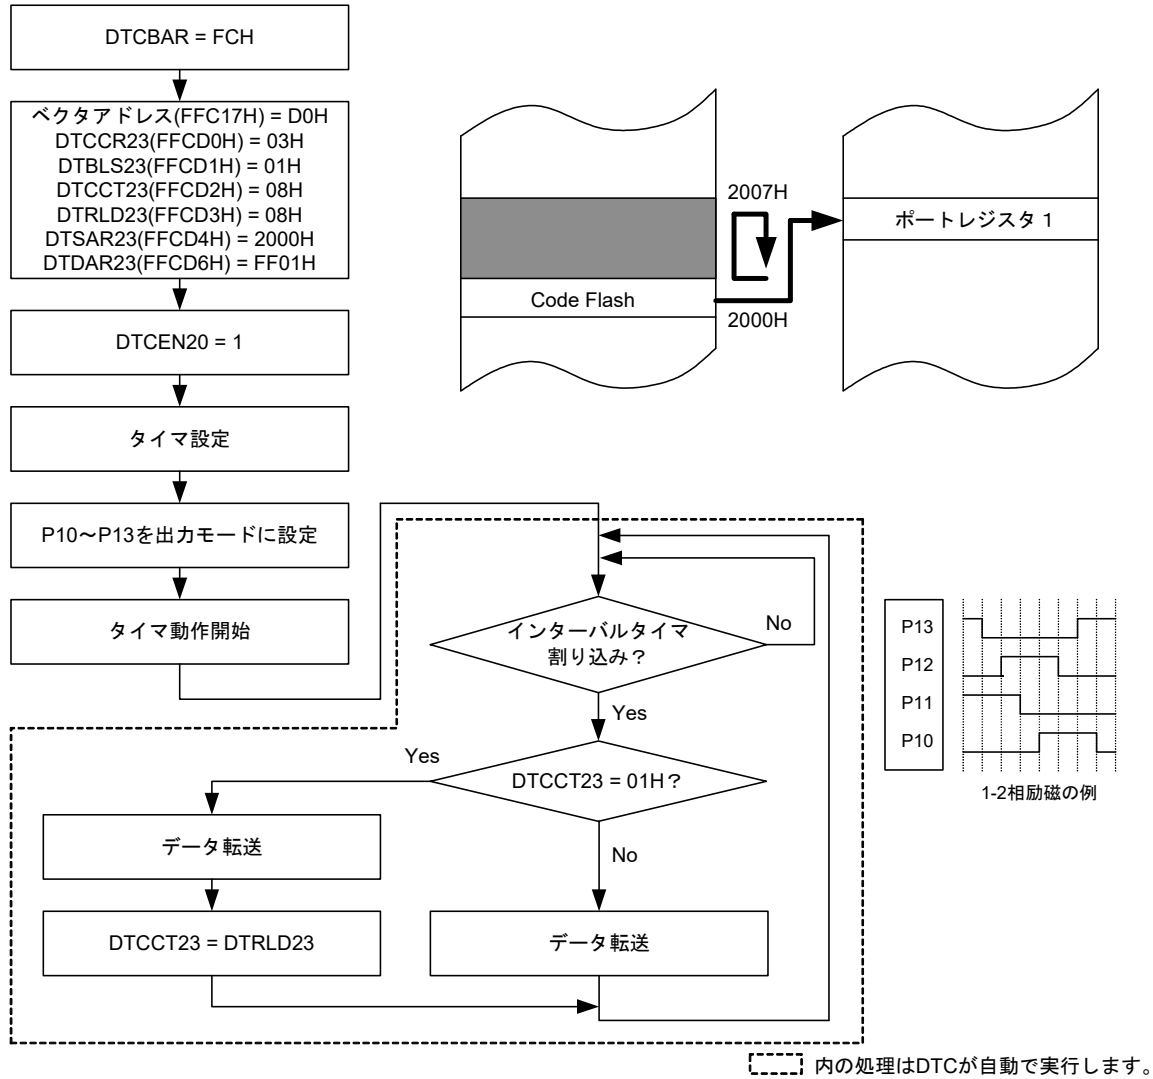 DTCBAR = FCH
ベクタアドレス(FFC17H) = D0H
DTCCR23(FFCD0H) = 03H
DTBLS23(FFCD1H) = 01H
DTCCT23(FFCD2H) = 08H
DTRLD23(FFCD3H) = 08H
DTSAR23(FFCD4H) = 2000H
DTDAR23(FFCD6H) = FF01H
DTCEN20 = 1
タイマ設定
P10～P13を出力モードに設定
タイマ動作開始
2007H
ポートレジスタ1
Code Flash
2000H
インターバルタイマ
割り込み？
No
Yes
DTCCT23 = 01H？
Yes
データ転送
DTCCT23 = DTRLD23
No
データ転送
P13
P12
P11
P10
1-2相励磁の例
内の処理はDTCが自動で実行します。